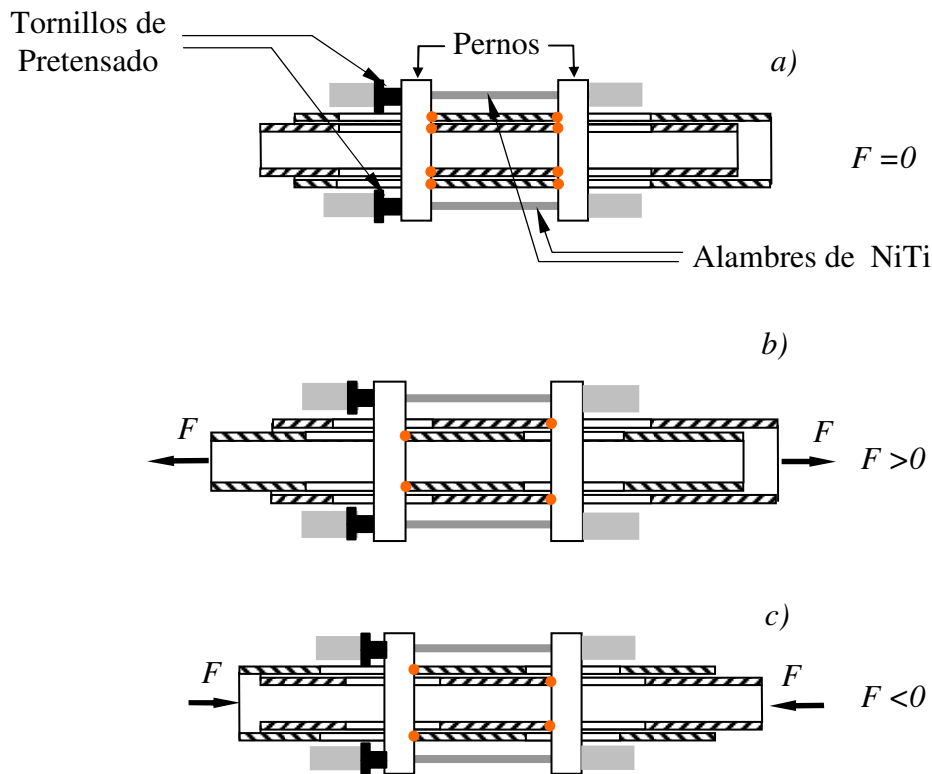 Tornillos de
Pretensado
Pernos
a)
F =0
Alambres de NiTi
b)
F
F
F >0
c)
F
F
F <0